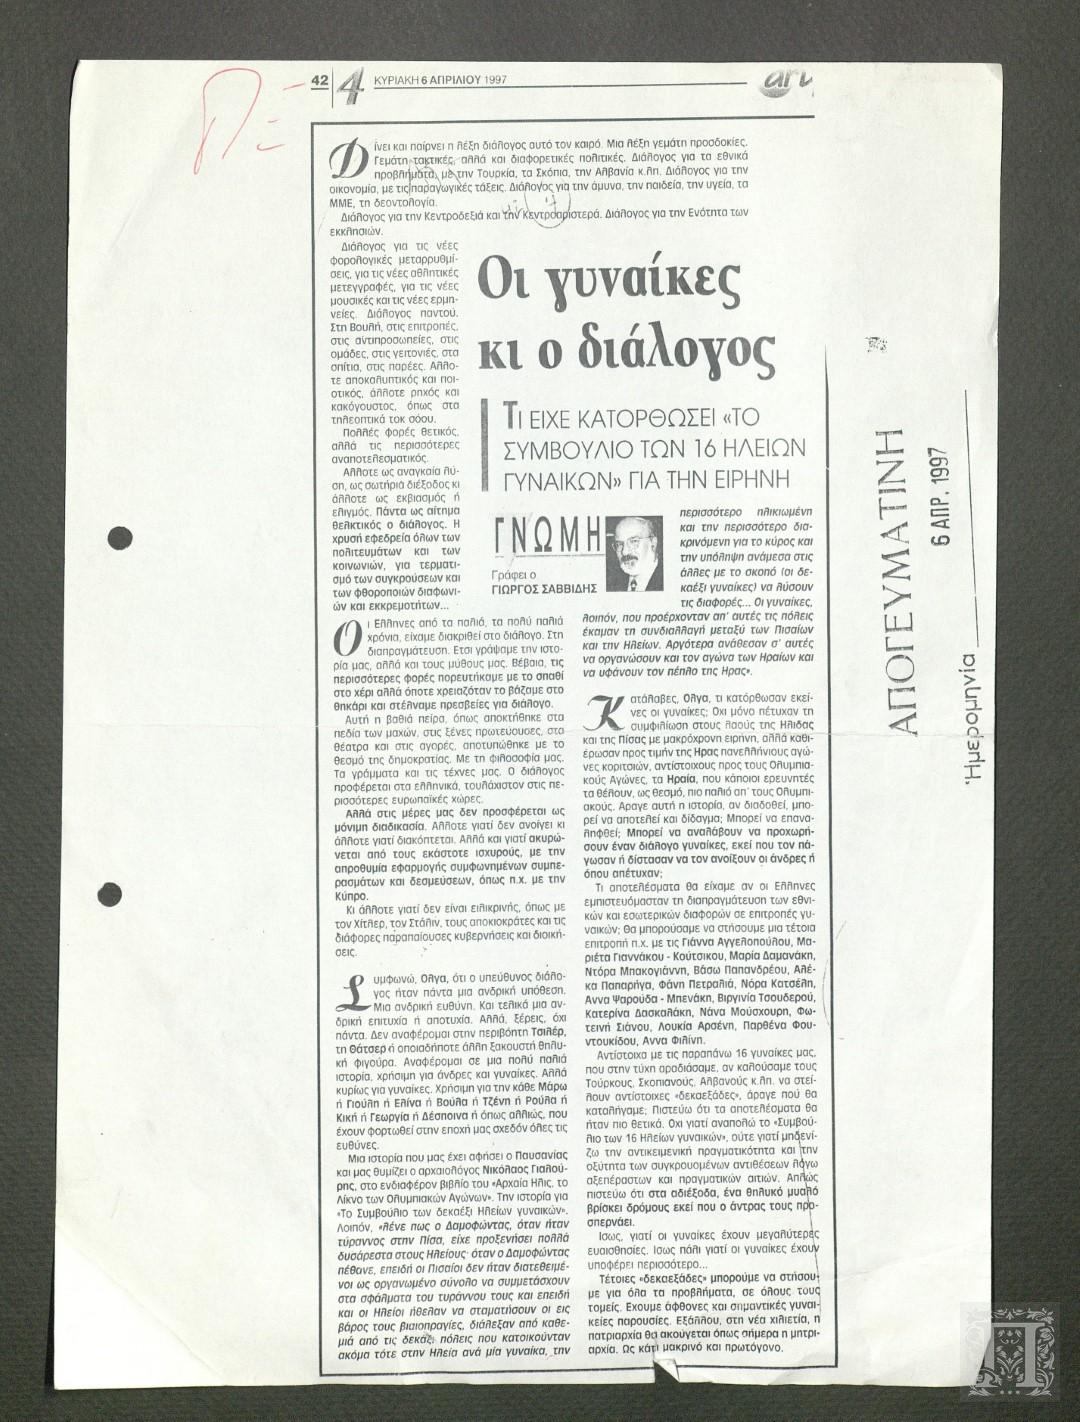 42 4 ΚΥΡΙΑΚΗ 6 ΑΠΡΙΛΙΟΥ 1997
Δίνει και παίρνει η λέξη διάλογος αυτό τον καιρό. Μια λέξη γεμάτη προσδοκίες.
Γεμάτη τακτικές, αλλά και διαφορετικές πολιτικές. Διάλογος για τα εθνικά
προβλήματα, με την Τουρκία, τα Σκόπια, την Αλβανία κ.λπ. Διάλογος για την
οικονομία, με τις παραγωγικές τάξεις. Διάλογος για την άμυνα, την παιδεία, την υγεία, τα
ΜΜΕ, τη δεοντολογία.
Διάλογος για την Κεντροδεξιά και την Κεντροαριστερά. Διάλογος για την Ενότητα των
εκκλησιών.
Διάλογος για τις νέες
φορολογικές μεταρρυθμί-
σεις, για τις νέες αθλητικές
μετεγγραφές, για τις νέες
μουσικές και τις νέες ερμη-
νείες. Διάλογος παντού.
Στη Βουλή, στις επιτροπές,
στις αντιπροσωπείες, στις
ομάδες, στις γειτονιές, στα
σπίτια, στις παρέες. Αλλο-
τε αποκαλυπτικός και ποι-
οτικός, άλλοτε ρηχός και
κακόγουστος, όπως στα
τηλεοπτικά τοκ σόου.
Πολλές φορές θετικός,
αλλά τις περισσότερες
αναποτελεσματικός.
Αλλοτε ως αναγκαία λύ-
ση, ως σωτήρια διέξοδος κι
άλλοτε ως εκβιασμός ή
ελιγμός. Πάντα ως αίτημα
θελκτικός ο διάλογος. Η
χρυσή εφεδρεία όλων των
πολιτευμάτων και των
κοινωνιών, για τερματι-
σμό των συγκρούσεων και
των φθοροποιών διαφωνι-
ών και εκκρεμοτήτων...
Οι Ελληνες από τα παλιά, τα πολύ παλιά
χρόνια, είχαμε διακριθεί στο διάλογο. Στη
διαπραγμάτευση. Ετσι γράψαμε την ιστο-
ρία μας, αλλά και τους μύθους μας. Βέβαια, τις
περισσότερες φορές πορευτήκαμε με το σπαθί
στο χέρι αλλά όποτε χρειαζόταν το βάζαμε στο
θηκάρι και στέλναμε πρεσβείες για διάλογο.
Αυτή η βαθιά πείρα, όπως αποκτήθηκε στα
πεδία των μαχών, στις ξένες πρωτεύουσες, στα
θέατρα και στις αγορές, αποτυπώθηκε με το
θεσμό της δημοκρατίας. Με τη φιλοσοφία μας.
Τα γράμματα και τις τέχνες μας. Ο διάλογος
προφέρεται στα ελληνικά, τουλάχιστον στις πε-
ρισσότερες ευρωπαϊκές χώρες.
Αλλά στις μέρες μας δεν προσφέρεται ως
μόνιμη διαδικασία. Αλλοτε γιατί δεν ανοίγει κι
άλλοτε γιατί διακόπτεται. Αλλά και γιατί ακυρώ-
νεται από τους εκάστοτε ισχυρούς, με την
απροθυμία εφαρμογής συμφωνημένων συμπε-
ρασμάτων και δεσμεύσεων, όπως π.χ. με την
Κύπρο.
Κι άλλοτε γιατί δεν είναι ειλικρινής, όπως με
τον Χίτλερ, τον Στάλιν, τους αποικιοκράτες και τις
διάφορες παραπαίουσες κυβερνήσεις και διοική-
σεις.
Συμφωνώ, Ολγα, ότι ο υπεύθυνος διάλο-
γος ήταν πάντα μια ανδρική υπόθεση.
Μια ανδρική ευθύνη. Και τελικά μια αν-
δρική επιτυχία ή αποτυχία. Αλλά, ξέρεις, όχι
πάντα. Δεν αναφέρομαι στην περιβόητη Τσιλέρ,
τη Θάτσερ ή οποιαδήποτε άλλη ξακουστή θηλυ-
κή φιγούρα. Αναφέρομαι σε μια πολύ παλιά
ιστορία, χρήσιμη για άνδρες και γυναίκες. Αλλά
κυρίως για γυναίκες. Χρήσιμη για την κάθε Μάρω
ή Γιούλη ή Ελίνα ή Βούλα ή Τζένη ή Ρούλα ή
Κική ή Γεωργία ή Δέσποινα ή όπως αλλιώς, που
έχουν φορτωθεί στην εποχή μας σχεδόν όλες τις
ευθύνες.
Μια ιστορία που μας έχει αφήσει ο Παυσανίας
και μας θυμίζει ο αρχαιολόγος Νικόλαος Γιαλού-
ρης, στο ενδιαφέρον βιβλίο του «Αρχαία Ηλις, το
Λίκνο των Ολυμπιακών Αγώνων». Την ιστορία για
«Το Συμβούλιο των δεκαέξι Ηλείων γυναικών».
Λοιπόν, «λένε πως ο Δαμοφώντας, όταν ήταν
τύραννος στην Πίσα, είχε προξενήσει πολλά
δυσάρεστα στους Ηλείους· όταν ο Δαμοφώντας
πέθανε, επειδή οι Πισαίοι δεν ήταν διατεθειμέ-
νοι ως οργανωμένο σύνολο να συμμετάσχουν
στα σφάλματα του τυράννου τους και επειδή
και οι Ηλείοι ήθελαν να σταματήσουν οι εις
βάρος τους βιαιοπραγίες, διάλεξαν από καθε-
μιά από τις δεκάξι πόλεις που κατοικούνταν
ακόμα τότε στην Ηλεία ανά μία γυναίκα, την
Οι γυναίκες
κι ο διάλογος
ΤΙ ΕΙΧΕ ΚΑΤΟΡΘΩΣΕΙ «ΤΟ
ΣΥΜΒΟΥΛΙΟ ΤΩΝ 16 ΗΛΕΙΩΝ
ΓΥΝΑΙΚΩΝ» ΓΙΑ ΤΗΝ ΕΙΡΗΝΗ
ΓΝΩΜΗ
Γράφει ο
ΓΙΩΡΓΟΣ ΣΑΒΒΙΔΗΣ
περισσότερο ηλικιωμένη
και την περισσότερο δια-
κρινόμενη για το κύρος και
την υπόληψη ανάμεσα στις
άλλες με το σκοπό (οι δε-
καέξι γυναίκες) να λύσουν
τις διαφορές... Οι γυναίκες,
λοιπόν, που προέρχονταν απ' αυτές τις πόλεις
έκαμαν τη συνδιαλλαγή μεταξύ των Πισαίων
και την Ηλείων. Αργότερα ανάθεσαν σ' αυτές
να οργανώσουν και τον αγώνα των Ηραίων και
να υφάνουν τον πέπλο της Ηρας».
Κατάλαβες, Ολγα, τι κατόρθωσαν εκεί-
νες οι γυναίκες; Οχι μόνο πέτυχαν τη
συμφιλίωση στους λαούς της Ηλιδας
και της Πίσας με μακρόχρονη ειρήνη, αλλά καθι-
έρωσαν προς τιμήν της Ηρας πανελλήνιους αγώ-
νες κοριτσιών, αντίστοιχους προς τους Ολυμπια-
κούς Αγώνες, τα Ηραία, που κάποιοι ερευνητές
τα θέλουν, ως θεσμό, πιο παλιό απ' τους Ολυμπι-
ακούς. Αραγε αυτή η ιστορία, αν διαδοθεί, μπο-
ρεί να αποτελεί και δίδαγμα; Μπορεί να επανα-
ληφθεί; Μπορεί να αναλάβουν να προχωρή-
σουν έναν διάλογο γυναίκες, εκεί που τον πά-
γωσαν ή δίστασαν να τον ανοίξουν οι άνδρες ή
όπου απέτυχαν;
Τι αποτελέσματα θα είχαμε αν οι Ελληνες
εμπιστευόμασταν τη διαπραγμάτευση των εθνι-
κών και εσωτερικών διαφορών σε επιτροπές γυ-
ναικών; Θα μπορούσαμε να στήσουμε μια τέτοια
επιτροπή π.χ. με τις Γιάννα Αγγελοπούλου, Μα-
ριέτα Γιαννάκου - Κούτσικου, Μαρία Δαμανάκη,
Ντόρα Μπακογιάννη, Βάσω Παπανδρέου, Αλέ-
κα Παπαρήγα, Φάνη Πετραλιά, Νόρα Κατσέλη,
Αννα Ψαρούδα - Μπενάκη, Βιργινία Τσουδερού,
Κατερίνα Δασκαλάκη, Νάνα Μούσχουρη, Φω-
τεινή Σιάνου, Λουκία Αρσένη, Παρθένα Φου-
ντουκίδου, Αννα Φιλίνη.
Αντίστοιχα με τις παραπάνω 16 γυναίκες μας,
που στην τύχη αραδιάσαμε, αν καλούσαμε τους
Τούρκους, Σκοπιανούς, Αλβανούς κ.λπ. να στεί-
λουν αντίστοιχες «δεκαεξάδες», άραγε πού θα
καταλήγαμε; Πιστεύω ότι τα αποτελέσματα θα
ήταν πιο θετικά. Οχι γιατί αναπολώ το «Συμβού-
λιο των 16 Ηλείων γυναικών», ούτε γιατί μηδενί-
ζω την αντικειμενική πραγματικότητα και την
οξύτητα των συγκρουομένων αντιθέσεων λόγω
αξεπέραστων και πραγματικών αιτιών. Απλώς
πιστεύω ότι στα αδιέξοδα, ένα θηλυκό μυαλό
βρίσκει δρόμους εκεί που ο άντρας τους προ-
σπερνάει.
Ισως, γιατί οι γυναίκες έχουν μεγαλύτερες
ευαισθησίες. Ισως πάλι γιατί οι γυναίκες έχουν
υποφέρει περισσότερο...
Τέτοιες «δεκαεξάδες» μπορούμε να στήσου-
με για όλα τα προβλήματα, σε όλους τους
τομείς. Εχουμε άφθονες και σημαντικές γυναι-
κείες παρουσίες. Εξάλλου, στη νέα χιλιετία, η
πατριαρχία θα ακούγεται όπως σήμερα η μητρι-
αρχία. Ως κάτι μακρινό και πρωτόγονο.
ΑΠΟΓΕΥΜΑΤΙΝΗ
6 ΑΠΡ. 1997
Ἡμερομηνία